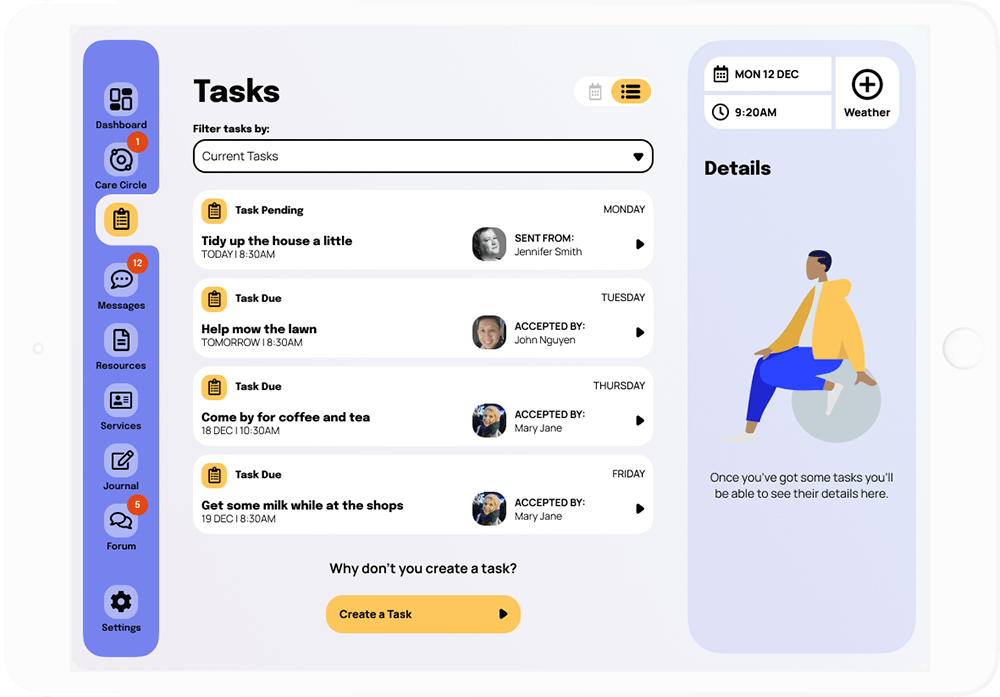 Dashboard
1
Care Circle
12
Messages
Resources
Services
Journal
5
Forum
Settings
Tasks
Filter tasks by:
Current Tasks
Task Pending
MONDAY
Tidy up the house a little
TODAY | 8:30AM
SENT FROM:
Jennifer Smith
Task Due
TUESDAY
Help mow the lawn
TOMORROW | 8:30AM
ACCEPTED BY:
John Nguyen
Task Due
THURSDAY
Come by for coffee and tea
18 DEC | 10:30AM
ACCEPTED BY:
Mary Jane
Task Due
FRIDAY
Get some milk while at the shops
19 DEC | 8:30AM
ACCEPTED BY:
Mary Jane
Why don't you create a task?
Create a Task
MON 12 DEC
9:20AM
Weather
Details
Once you've got some tasks you'll
be able to see their details here.